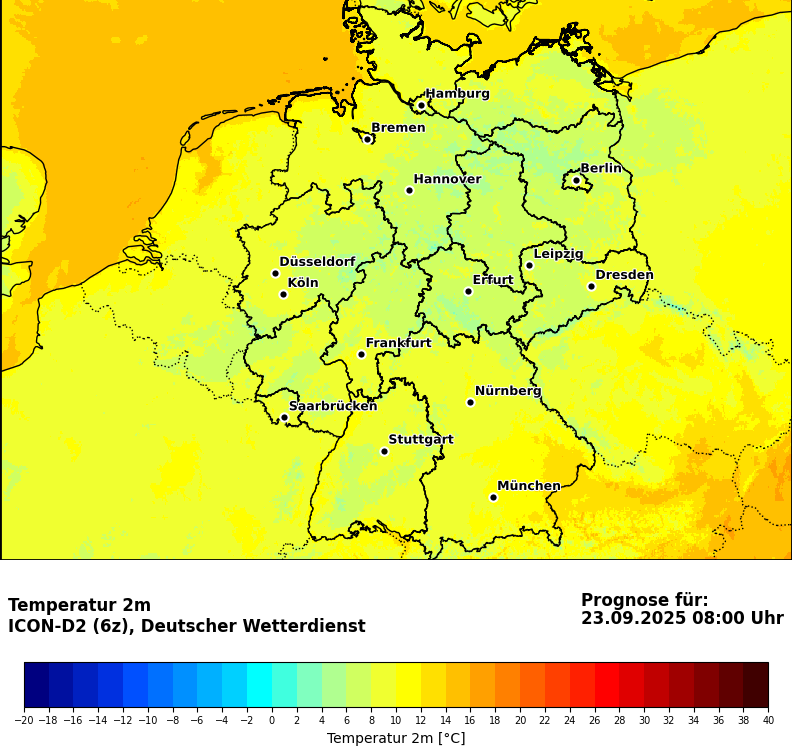 Hamburg
Bremen
Berlin
Hannover
Leipzig
Düsseldorf
Dresden
Köln
Erfurt
Frankfurt
Nürnberg
Saarbrücken
Stuttgart
München
Temperatur 2m
ICON-D2 (6z), Deutscher Wetterdienst
Prognose für:
23.09.2025 08:00 Uhr
−20 −18 −16 −14 −12 −10 −8 −6 −4 −2 0 2 4 6 8 10 12 14 16 18 20 22 24 26 28 30 32 34 36 38 40
Temperatur 2m [°C]